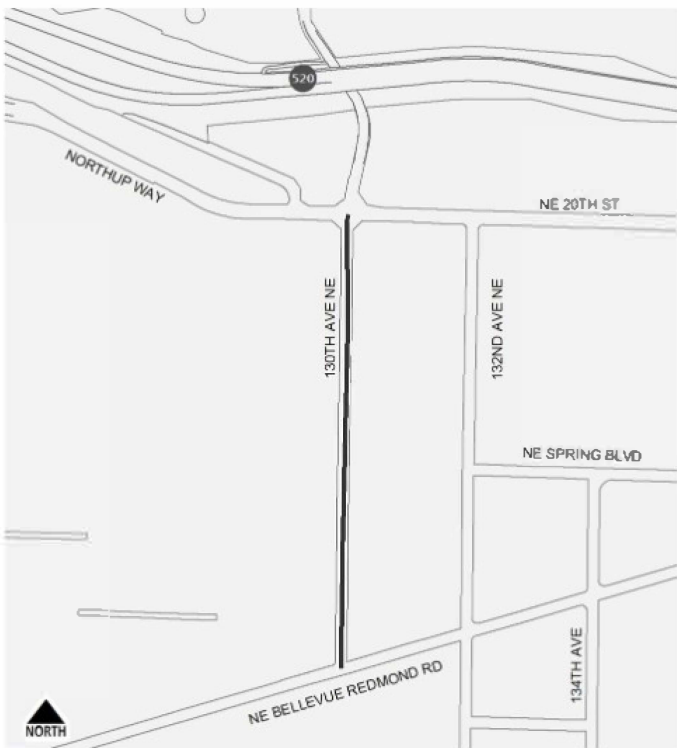 520
NORTHUP WAY
NE 20TH ST
130TH AVE NE
132ND AVE NE
NE SPRING BLVD
134TH AVE
NE BELLEVUE REDMOND RD
NORTH